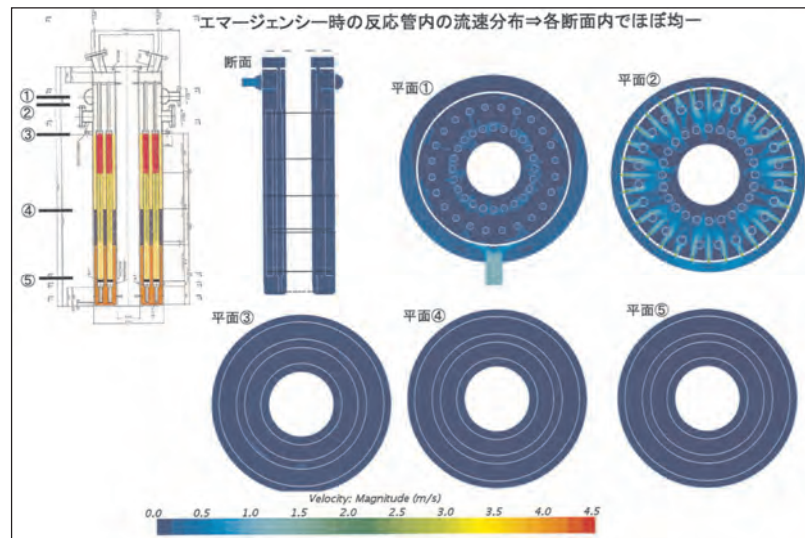 エマージェンシー時の反応管内の流速分布⇒各断面内でほぼ均一
断面
平面①
平面②
①
②
③
④
⑤
平面③
平面④
平面⑤
Velocity: Magnitude (m/s)
0.0 0.5 1.0 1.5 2.0 2.5 3.0 3.5 4.0 4.5